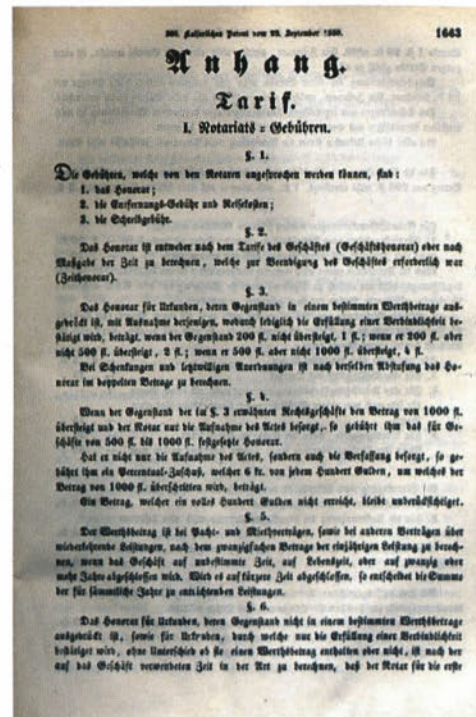 366. Kaiserliches Patent vom 29. September 1850. 1643
Anhang.
Tarif.
I. Notariats = Gebühren.
§. 1.
Die Gebühren, welche von den Notaren angesprochen werden können, sind:
1. das Honorar;
2. die Entfernungs-Gebühr und Reisekosten;
3. die Schreibgebühr.
§. 2.
Das Honorar ist entweder nach dem Tarife des Geschäftes (Geschäftshonorar) oder nach
Maßgabe der Zeit zu berechnen, welche zur Beendigung des Geschäftes erforderlich war
(Zeithonorar).
§. 3.
Das Honorar für Urkunden, deren Gegenstand in einem bestimmten Werthbetrage aus-
gedrückt ist, mit Ausnahme derjenigen, wodurch lediglich die Erfüllung einer Verbindlichkeit be-
stätigt wird, beträgt, wenn der Gegenstand 200 fl. nicht übersteigt, 1 fl.; wenn er 200 fl. aber
nicht 500 fl. übersteigt, 2 fl.; wenn er 500 fl. aber nicht 1000 fl. übersteigt, 4 fl.
Bei Schenkungen und letztwilligen Anordnungen ist nach derselben Abstufung das Ho-
norar im doppelten Betrage zu berechnen.
§. 4.
Wenn der Gegenstand der im §. 3 erwähnten Rechtsgeschäfte den Betrag von 1000 fl.
übersteigt und der Notar nur die Aufnahme des Actes besorgt, so gebührt ihm das für Ge-
schäfte von 500 fl. bis 1000 fl. festgesetzte Honorar.
Hat er nicht nur die Aufnahme des Actes, sondern auch die Verfassung besorgt, so ge-
bührt ihm ein Percentual-Zuschuß, welcher 6 kr. von jedem Hundert Gulden, um welches der
Betrag von 1000 fl. überschritten wird, beträgt.
Ein Betrag, welcher ein volles Hundert Gulden nicht erreicht, bleibt unberücksichtiget.
§. 5.
Der Werthsbetrag ist bei Pacht- und Miethverträgen, sowie bei anderen Verträgen über
wiederkehrende Leistungen, nach dem zwanzigfachen Betrage der einjährigen Leistung zu berech-
nen, wenn das Geschäft auf unbestimmte Zeit, auf Lebenszeit, oder auf zwanzig oder
mehr Jahre abgeschlossen wird. Wird es auf kürzere Zeit abgeschlossen, so entscheidet die Summe
der für sämmtliche Jahre zu entrichtenden Leistungen.
§. 6.
Das Honorar für Urkunden, deren Gegenstand nicht in einem bestimmten Werthsbetrage
ausgedrückt ist, sowie für Urkunden, durch welche nur die Erfüllung einer Verbindlichkeit
bestätiget wird, ohne Unterschied ob sie einen Werthsbetrag enthalten oder nicht, ist nach der
auf das Geschäft verwendeten Zeit in der Art zu berechnen, daß der Notar für die erste